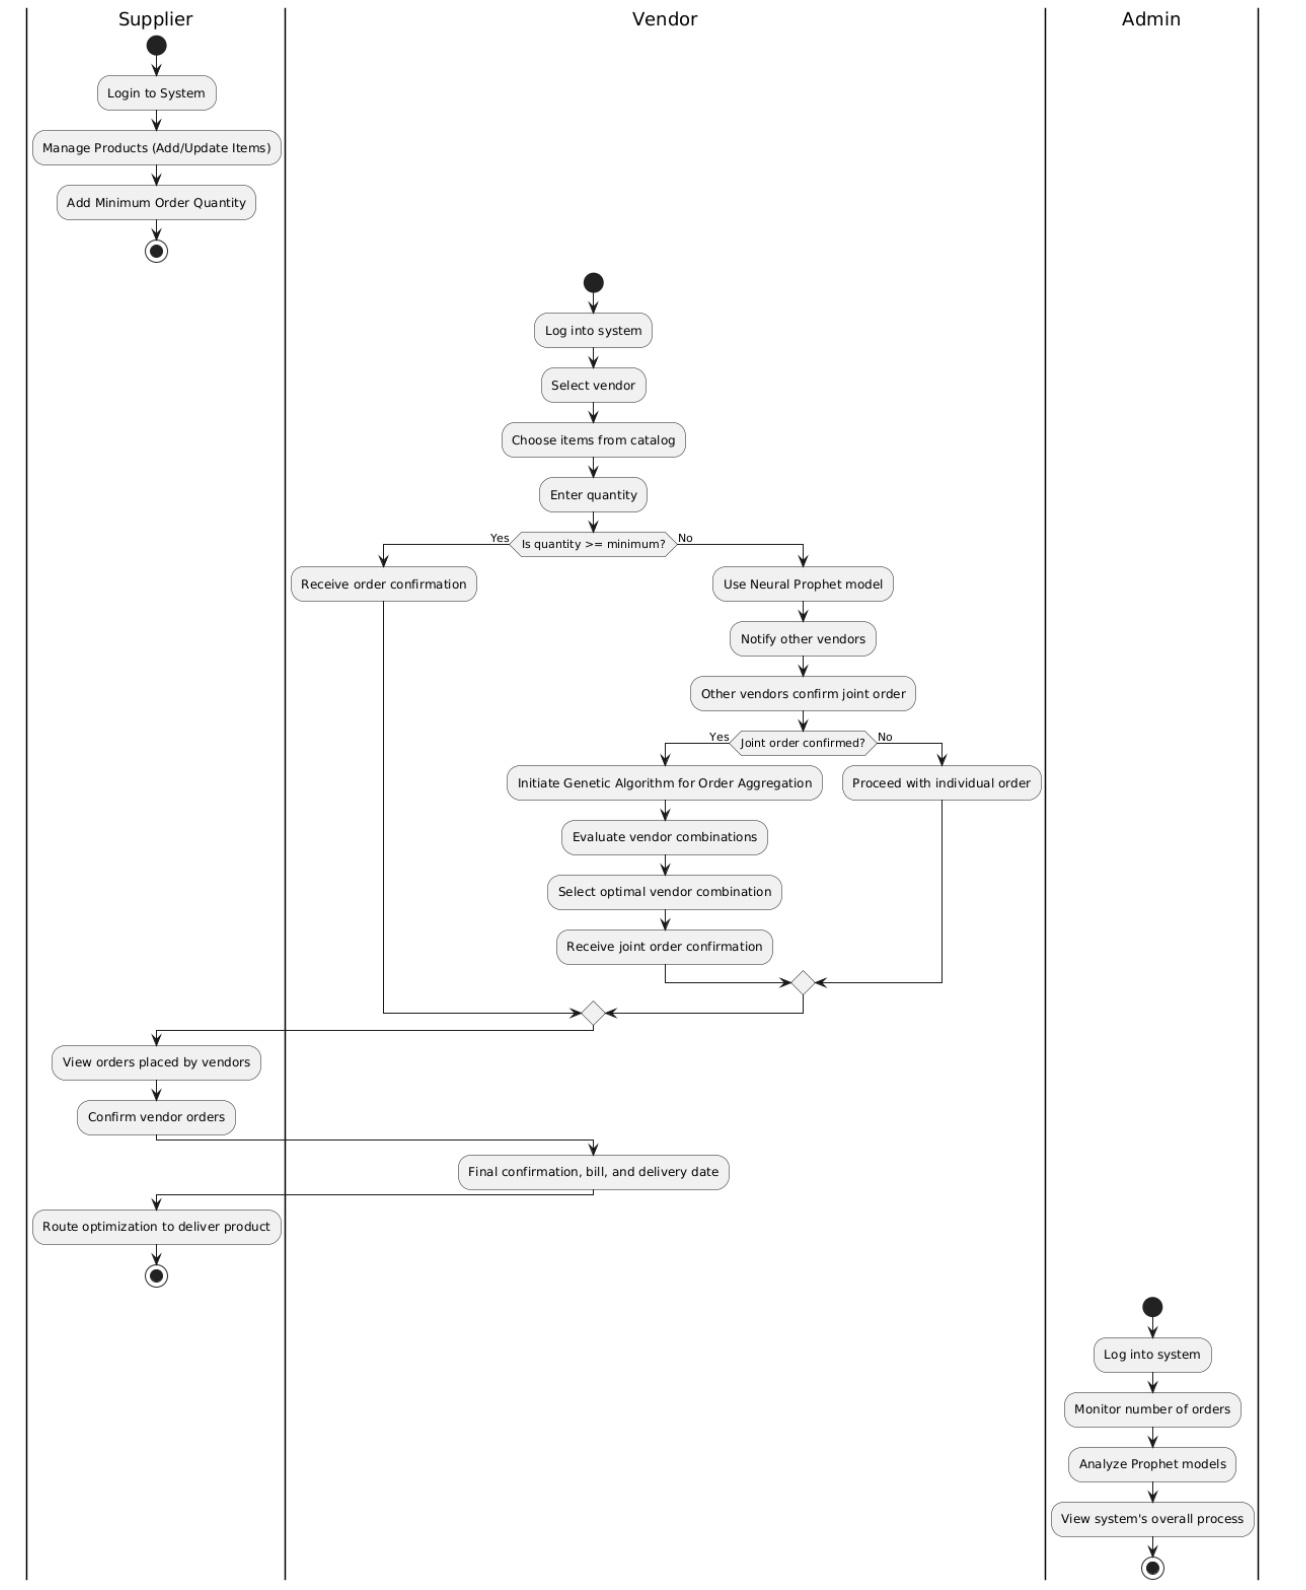 Supplier
Vendor
Admin
Login to System
Manage Products (Add/Update Items)
Add Minimum Order Quantity
Log into system
Select vendor
Choose items from catalog
Enter quantity
Is quantity >= minimum?
Yes
No
Receive order confirmation
Use Neural Prophet model
Notify other vendors
Other vendors confirm joint order
Joint order confirmed?
Yes
No
Initiate Genetic Algorithm for Order Aggregation
Proceed with individual order
Evaluate vendor combinations
Select optimal vendor combination
Receive joint order confirmation
View orders placed by vendors
Confirm vendor orders
Final confirmation, bill, and delivery date
Route optimization to deliver product
Log into system
Monitor number of orders
Analyze Prophet models
View system's overall process